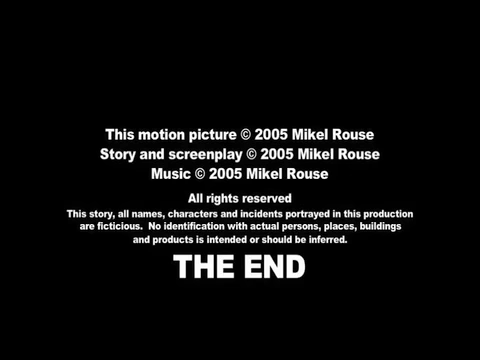 This motion picture © 2005 Mikel Rouse
Story and screenplay © 2005 Mikel Rouse
Music © 2005 Mikel Rouse
All rights reserved
This story, all names, characters and incidents portrayed in this production
are ficticious.  No identification with actual persons, places, buildings
and products is intended or should be inferred.
THE END